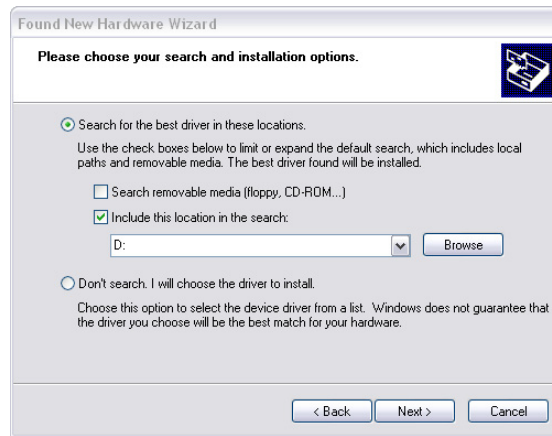 Found New Hardware Wizard
Please choose your search and installation options.
Search for the best driver in these locations.
Use the check boxes below to limit or expand the default search, which includes local
paths and removable media. The best driver found will be installed.
Search removable media (floppy, CD-ROM...)
Include this location in the search:
D:
Browse
Don't search. I will choose the driver to install.
Choose this option to select the device driver from a list. Windows does not guarantee that
the driver you choose will be the best match for your hardware.
< Back
Next >
Cancel